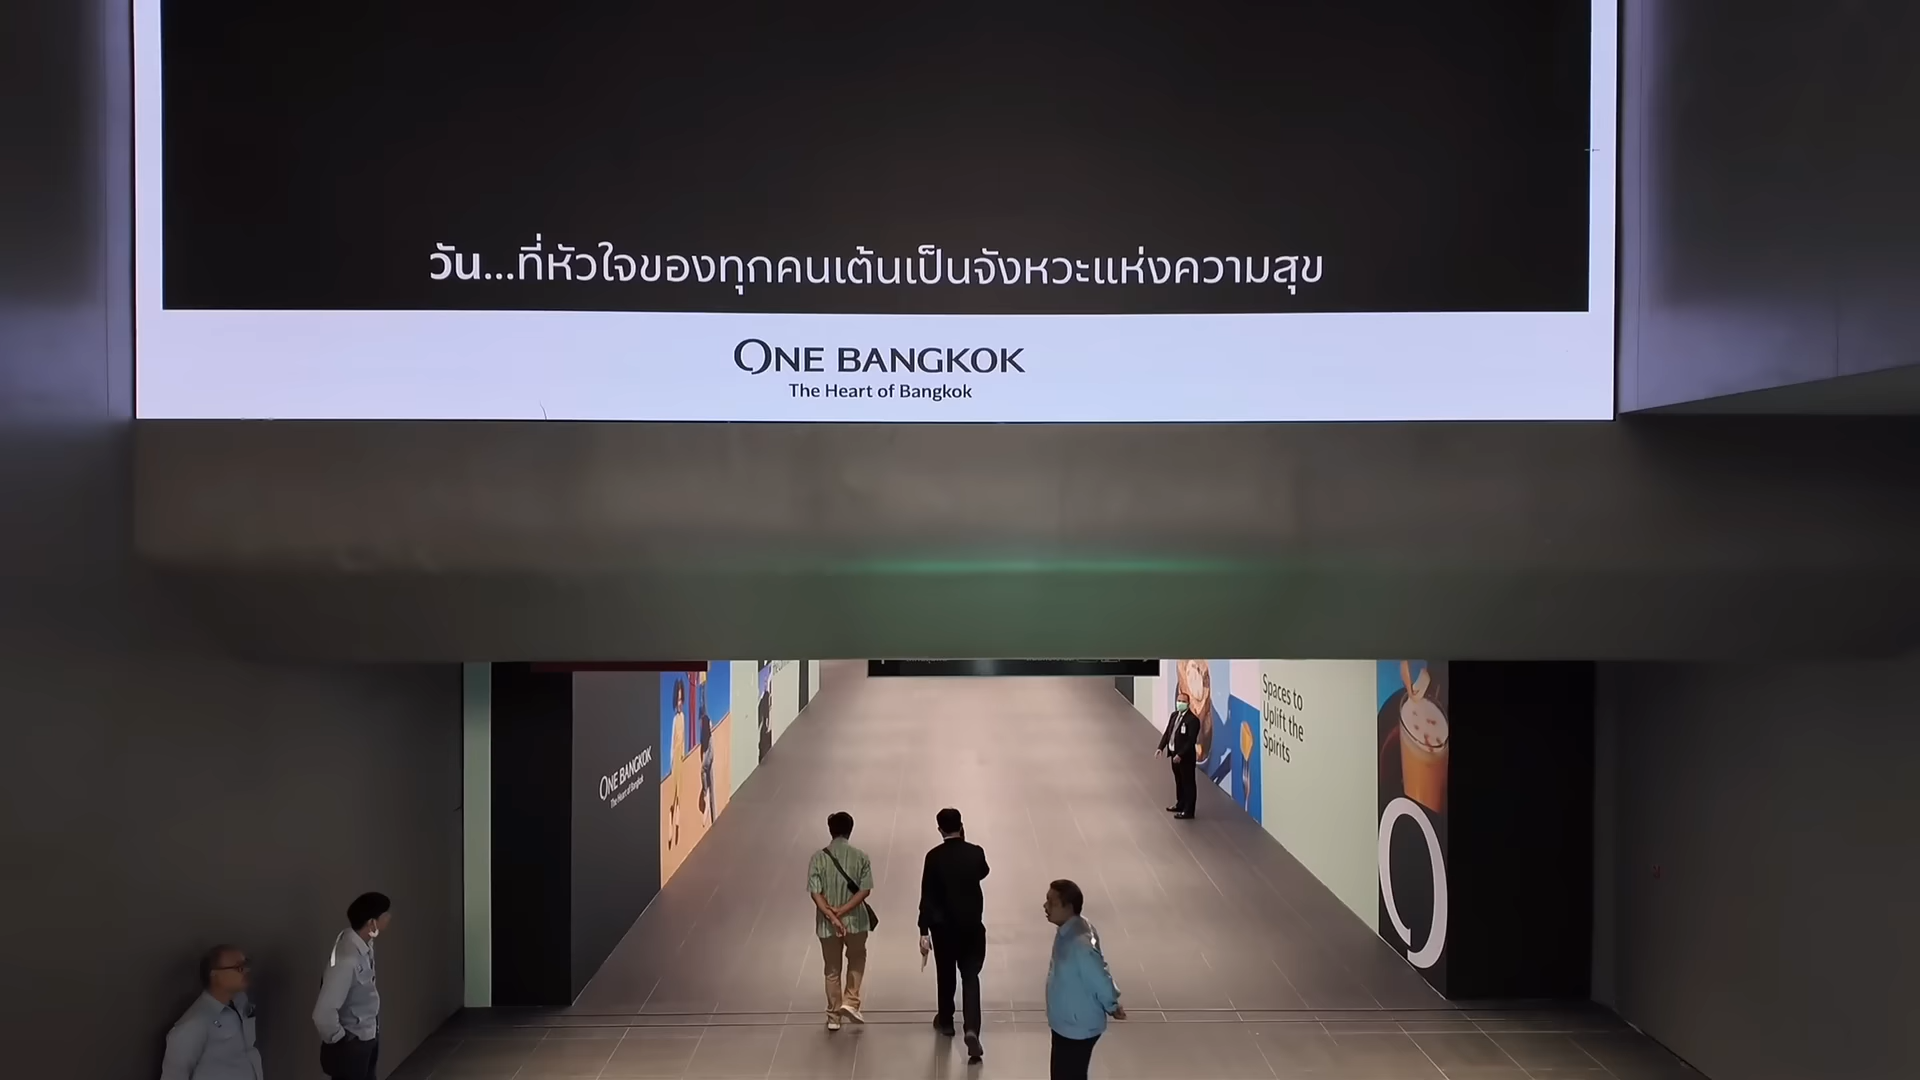 วัน...ที่หัวใจของทุกคนเต้นเป็นจังหวะแห่งความสุข
ONE BANGKOK
The Heart of Bangkok
ONE BANGKOK
The Heart of Bangkok
Spaces to
Uplift the
Spirits